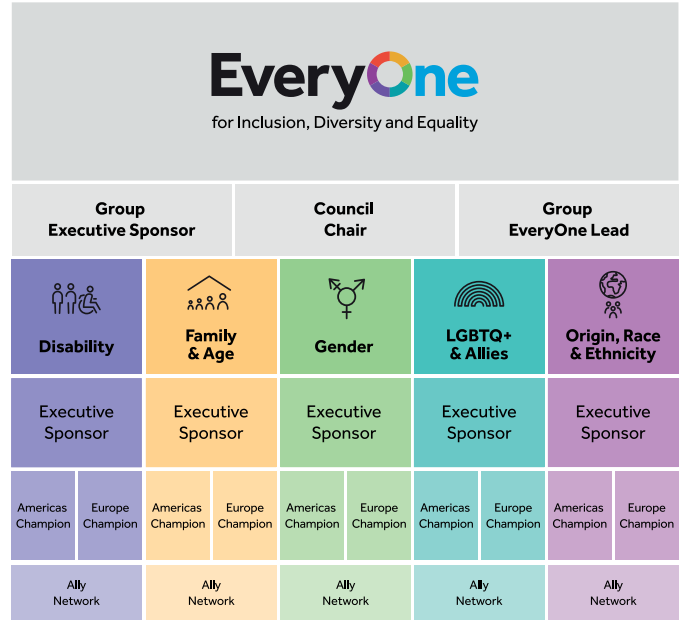 EveryOne
for Inclusion, Diversity and Equality
Group
Executive Sponsor
Council
Chair
Group
EveryOne Lead
Disability
Family
& Age
Gender
LGBTQ+
& Allies
Origin, Race
& Ethnicity
Executive
Sponsor
Executive
Sponsor
Executive
Sponsor
Executive
Sponsor
Executive
Sponsor
Americas
Champion
Europe
Champion
Americas
Champion
Europe
Champion
Americas
Champion
Europe
Champion
Americas
Champion
Europe
Champion
Americas
Champion
Europe
Champion
Ally
Network
Ally
Network
Ally
Network
Ally
Network
Ally
Network